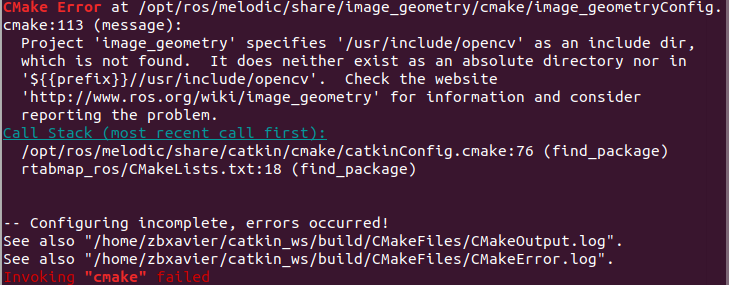 CMake Error at /opt/ros/melodic/share/image_geometry/cmake/image_geometryConfig.
cmake:113 (message):
  Project 'image_geometry' specifies '/usr/include/opencv' as an include dir,
  which is not found.  It does neither exist as an absolute directory nor in
  '${{prefix}}//usr/include/opencv'.  Check the website
  'http://www.ros.org/wiki/image_geometry' for information and consider
  reporting the problem.
Call Stack (most recent call first):
  /opt/ros/melodic/share/catkin/cmake/catkinConfig.cmake:76 (find_package)
  rtabmap_ros/CMakeLists.txt:18 (find_package)
-- Configuring incomplete, errors occurred!
See also "/home/zbxavier/catkin_ws/build/CMakeFiles/CMakeOutput.log".
See also "/home/zbxavier/catkin_ws/build/CMakeFiles/CMakeError.log".
Invoking "cmake" failed